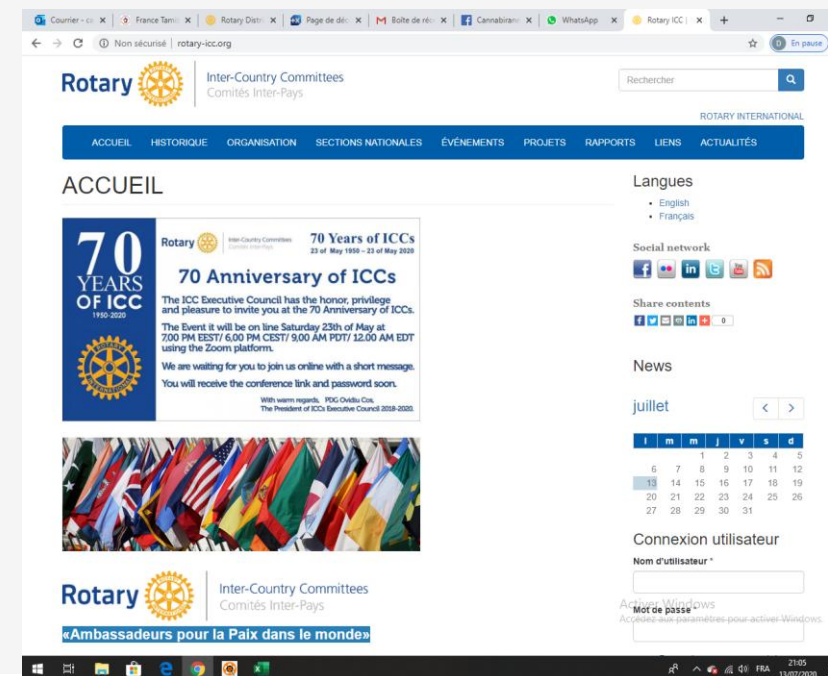 Courrier - ca
France Tami
Rotary Distri
Page de déc
Boîte de réc
Cannabiran
WhatsApp
Rotary ICC |
Non sécurisé | rotary-icc.org
D En pause
Rotary
Inter-Country Committees
Comités Inter-Pays
Rechercher
ROTARY INTERNATIONAL
ACCUEIL HISTORIQUE ORGANISATION SECTIONS NATIONALES ÉVÉNEMENTS PROJETS RAPPORTS LIENS ACTUALITÉS
ACCUEIL
70
YEARS
OF ICC
1950-2020
Rotary
Inter-Country Committees
Comités Inter-Pays
70 Years of ICCs
23 of May 1950 – 23 of May 2020
70 Anniversary of ICCs
The ICC Executive Council has the honor, privilege
and pleasure to invite you at the 70 Anniversary of ICCs.
The Event it will be on line Saturday 23th of May at
7,00 PM EEST/ 6,00 PM CEST/ 9,00 AM PDT/ 12.00 AM EDT
using the Zoom platform.
We are waiting for you to join us online with a short message.
You will receive the conference link and password soon.
With warm regards, PDG Ovidiu Cos,
The President of ICCs Executive Council 2018-2020.
Rotary
Inter-Country Committees
Comités Inter-Pays
«Ambassadeurs pour la Paix dans le monde»
Langues
English
Français
Social network
Share contents
0
News
juillet
l m m j v s d
1 2 3 4 5
6 7 8 9 10 11 12
13 14 15 16 17 18 19
20 21 22 23 24 25 26
27 28 29 30 31
Connexion utilisateur
Nom d'utilisateur *
Mot de passe *
Activer Windows
Accédez aux paramètres pour activer Windows.
FRA
21:05
13/07/2020